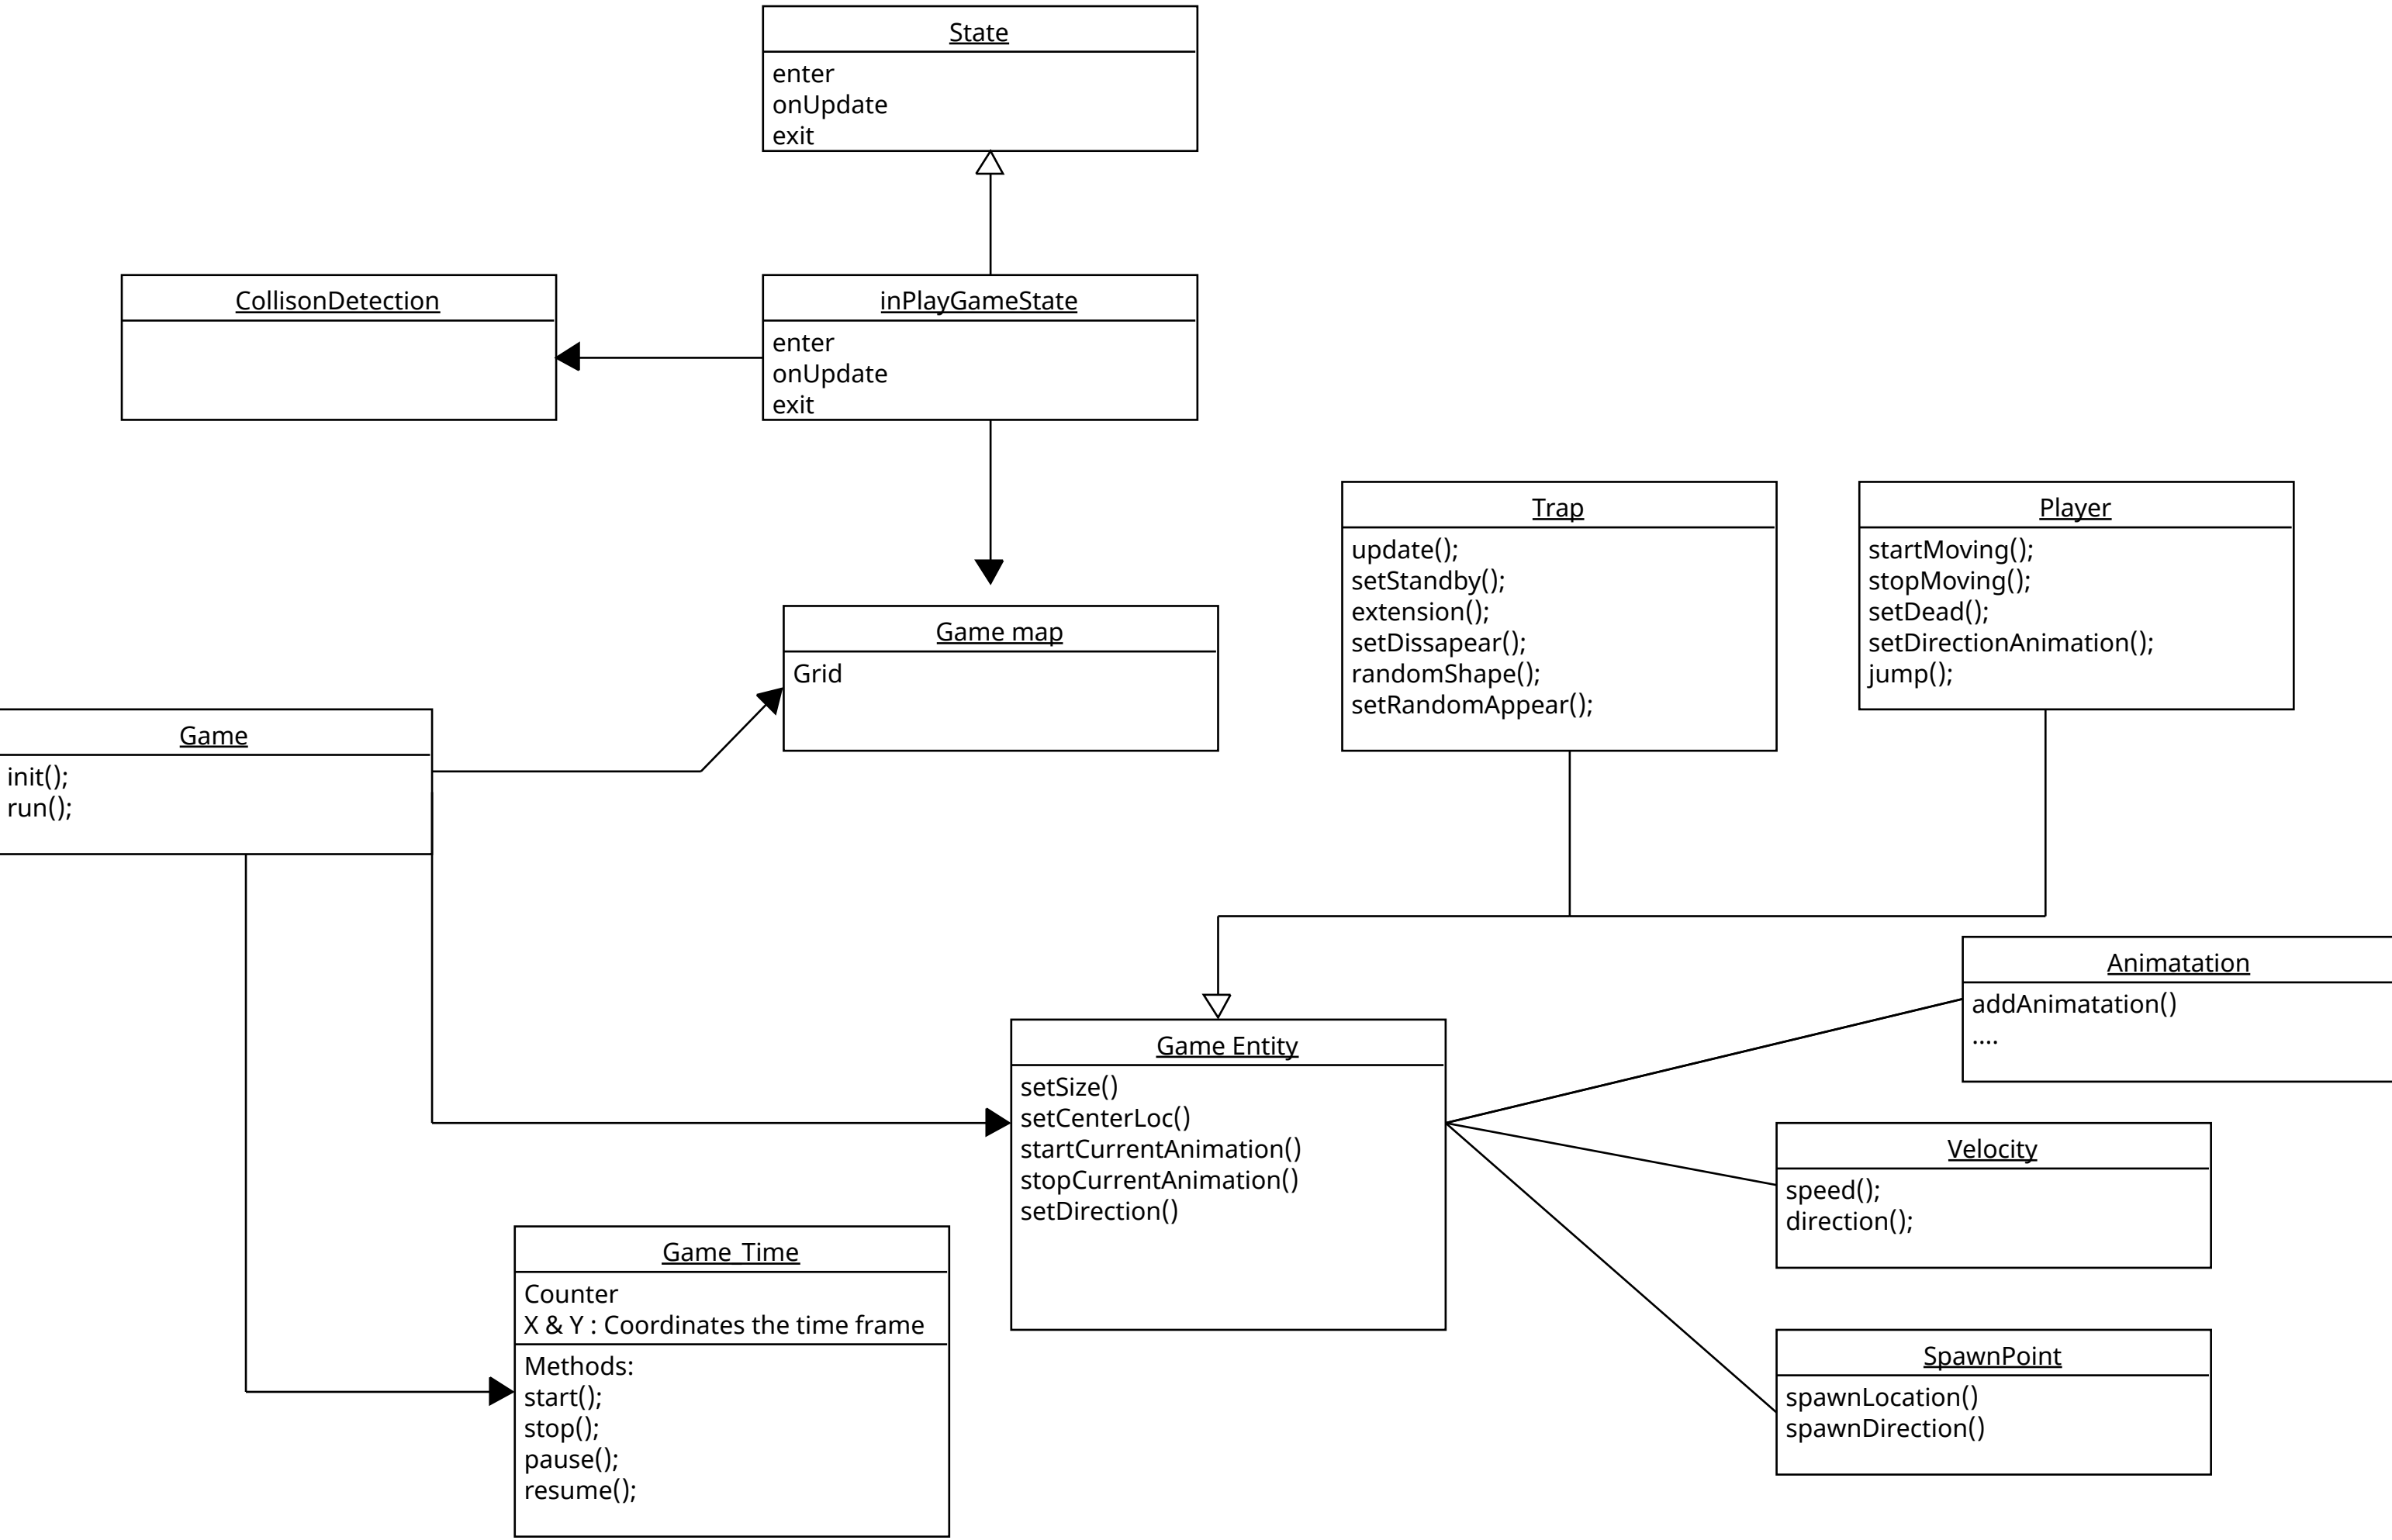 State
enter
onUpdate
exit
CollisonDetection
inPlayGameState
enter
onUpdate
exit
Trap
update();
setStandby();
extension();
setDissapear();
randomShape();
setRandomAppear();
Player
startMoving();
stopMoving();
setDead();
setDirectionAnimation();
jump();
Game map
Grid
Game
init();
run();
Animatation
addAnimatation()
....
Game Entity
setSize()
setCenterLoc()
startCurrentAnimation()
stopCurrentAnimation()
setDirection()
Velocity
speed();
direction();
Game Time
Counter
X & Y : Coordinates the time frame
Methods:
start();
stop();
pause();
resume();
SpawnPoint
spawnLocation()
spawnDirection()